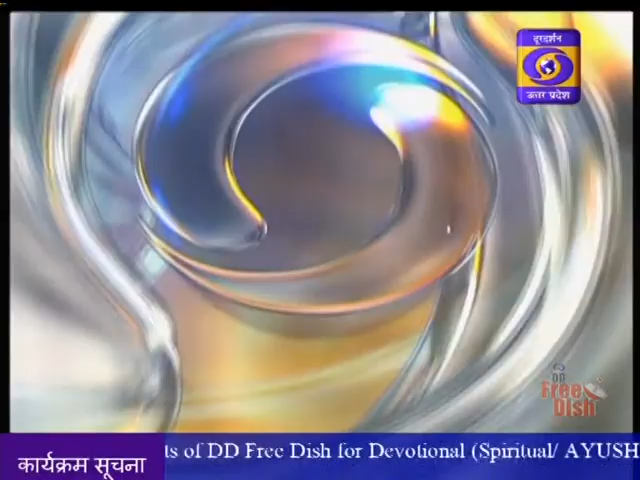 दूरदर्शन
उत्तर प्रदेश
DD
Free
Dish
कार्यक्रम सूचना
ts of DD Free Dish for Devotional (Spiritual/ AYUSH